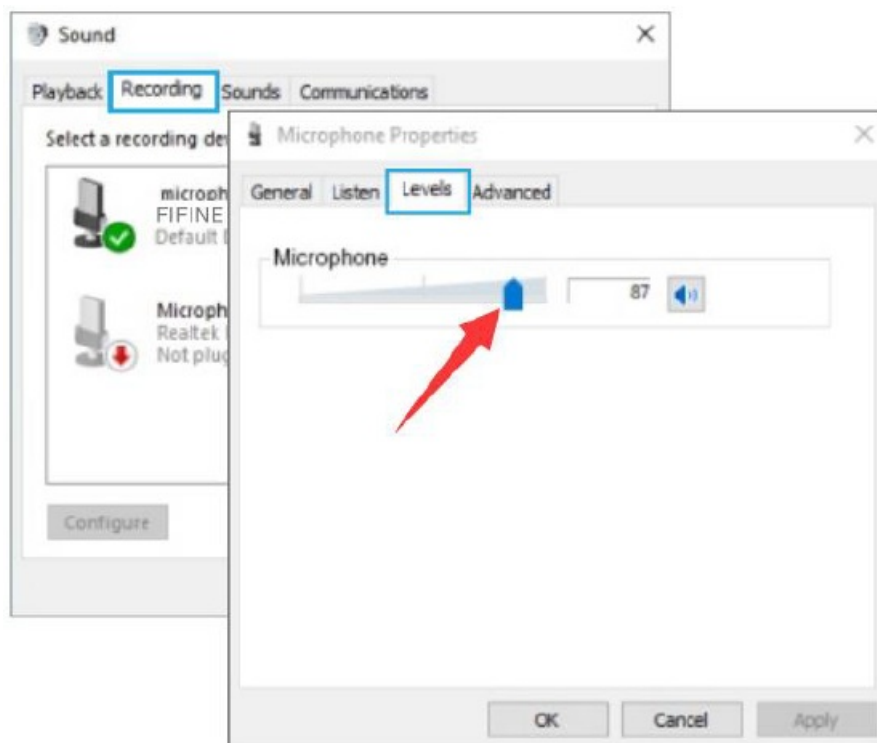 Sound
Playback Recording Sounds Communications
Select a recording de
microph
FIFINE
Default
Microph
Realtek
Not plug
Configure
Microphone Properties
General Listen Levels Advanced
Microphone
87
OK Cancel Apply